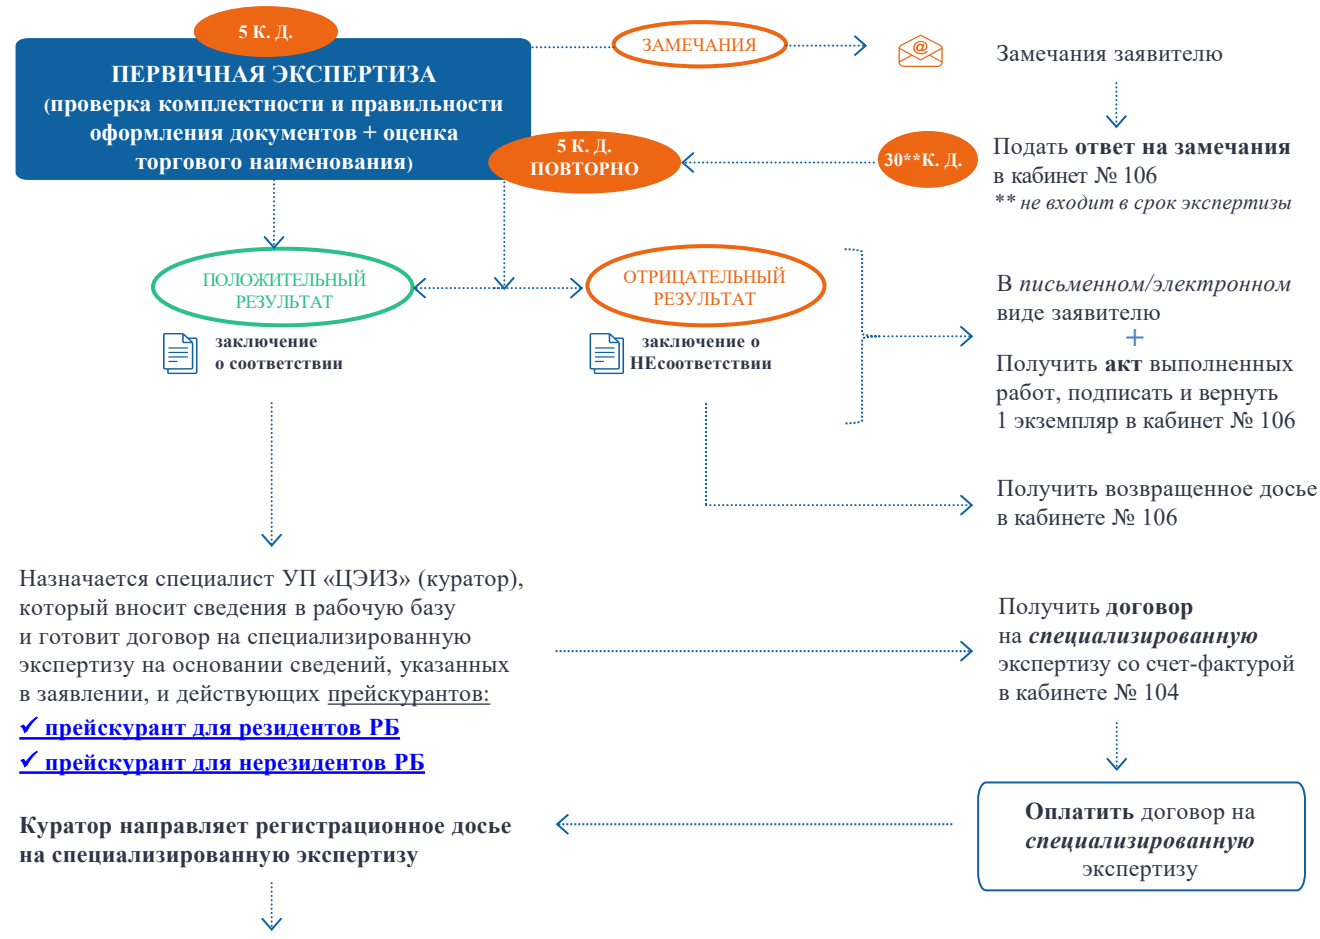 5 К. Д.
ПЕРВИЧНАЯ ЭКСПЕРТИЗА
(проверка комплектности и правильности
оформления документов + оценка
торгового наименования)
ЗАМЕЧАНИЯ
@
Замечания заявителю
Подать ответ на замечания
в кабинет № 106
** не входит в срок экспертизы
30**К. Д.
5 К. Д.
ПОВТОРНО
ПОЛОЖИТЕЛЬНЫЙ
РЕЗУЛЬТАТ
заключение
о соответствии
ОТРИЦАТЕЛЬНЫЙ
РЕЗУЛЬТАТ
заключение о
НЕсоответствии
В письменном/электронном
виде заявителю
+
Получить акт выполненных
работ, подписать и вернуть
1 экземпляр в кабинет № 106
Получить возвращенное досье
в кабинете № 106
Назначается специалист УП «ЦЭИЗ» (куратор),
который вносит сведения в рабочую базу
и готовит договор на специализированную
экспертизу на основании сведений, указанных
в заявлении, и действующих прейскурантов:
✓ прейскурант для резидентов РБ
✓ прейскурант для нерезидентов РБ
Получить договор
на специализированную
экспертизу со счет-фактурой
в кабинете № 104
Оплатить договор на
специализированную
экспертизу
Куратор направляет регистрационное досье
на специализированную экспертизу